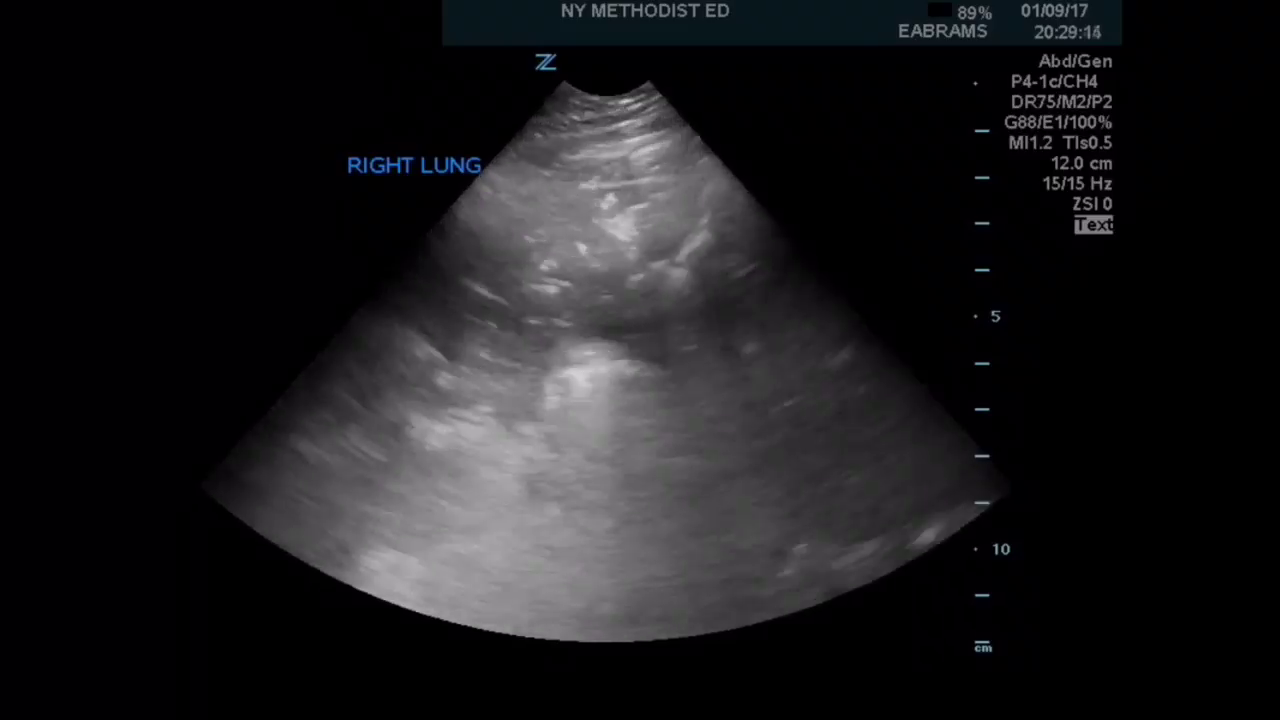 NY METHODIST ED
89%
01/09/17
EABRAMS
20:29:14
Z
Abd/Gen
P4-1c/CH4
DR75/M2/P2
G88/E1/100%
MI1.2 TIs0.5
12.0 cm
15/15 Hz
ZSI 0
Text
RIGHT LUNG
5
10
cm